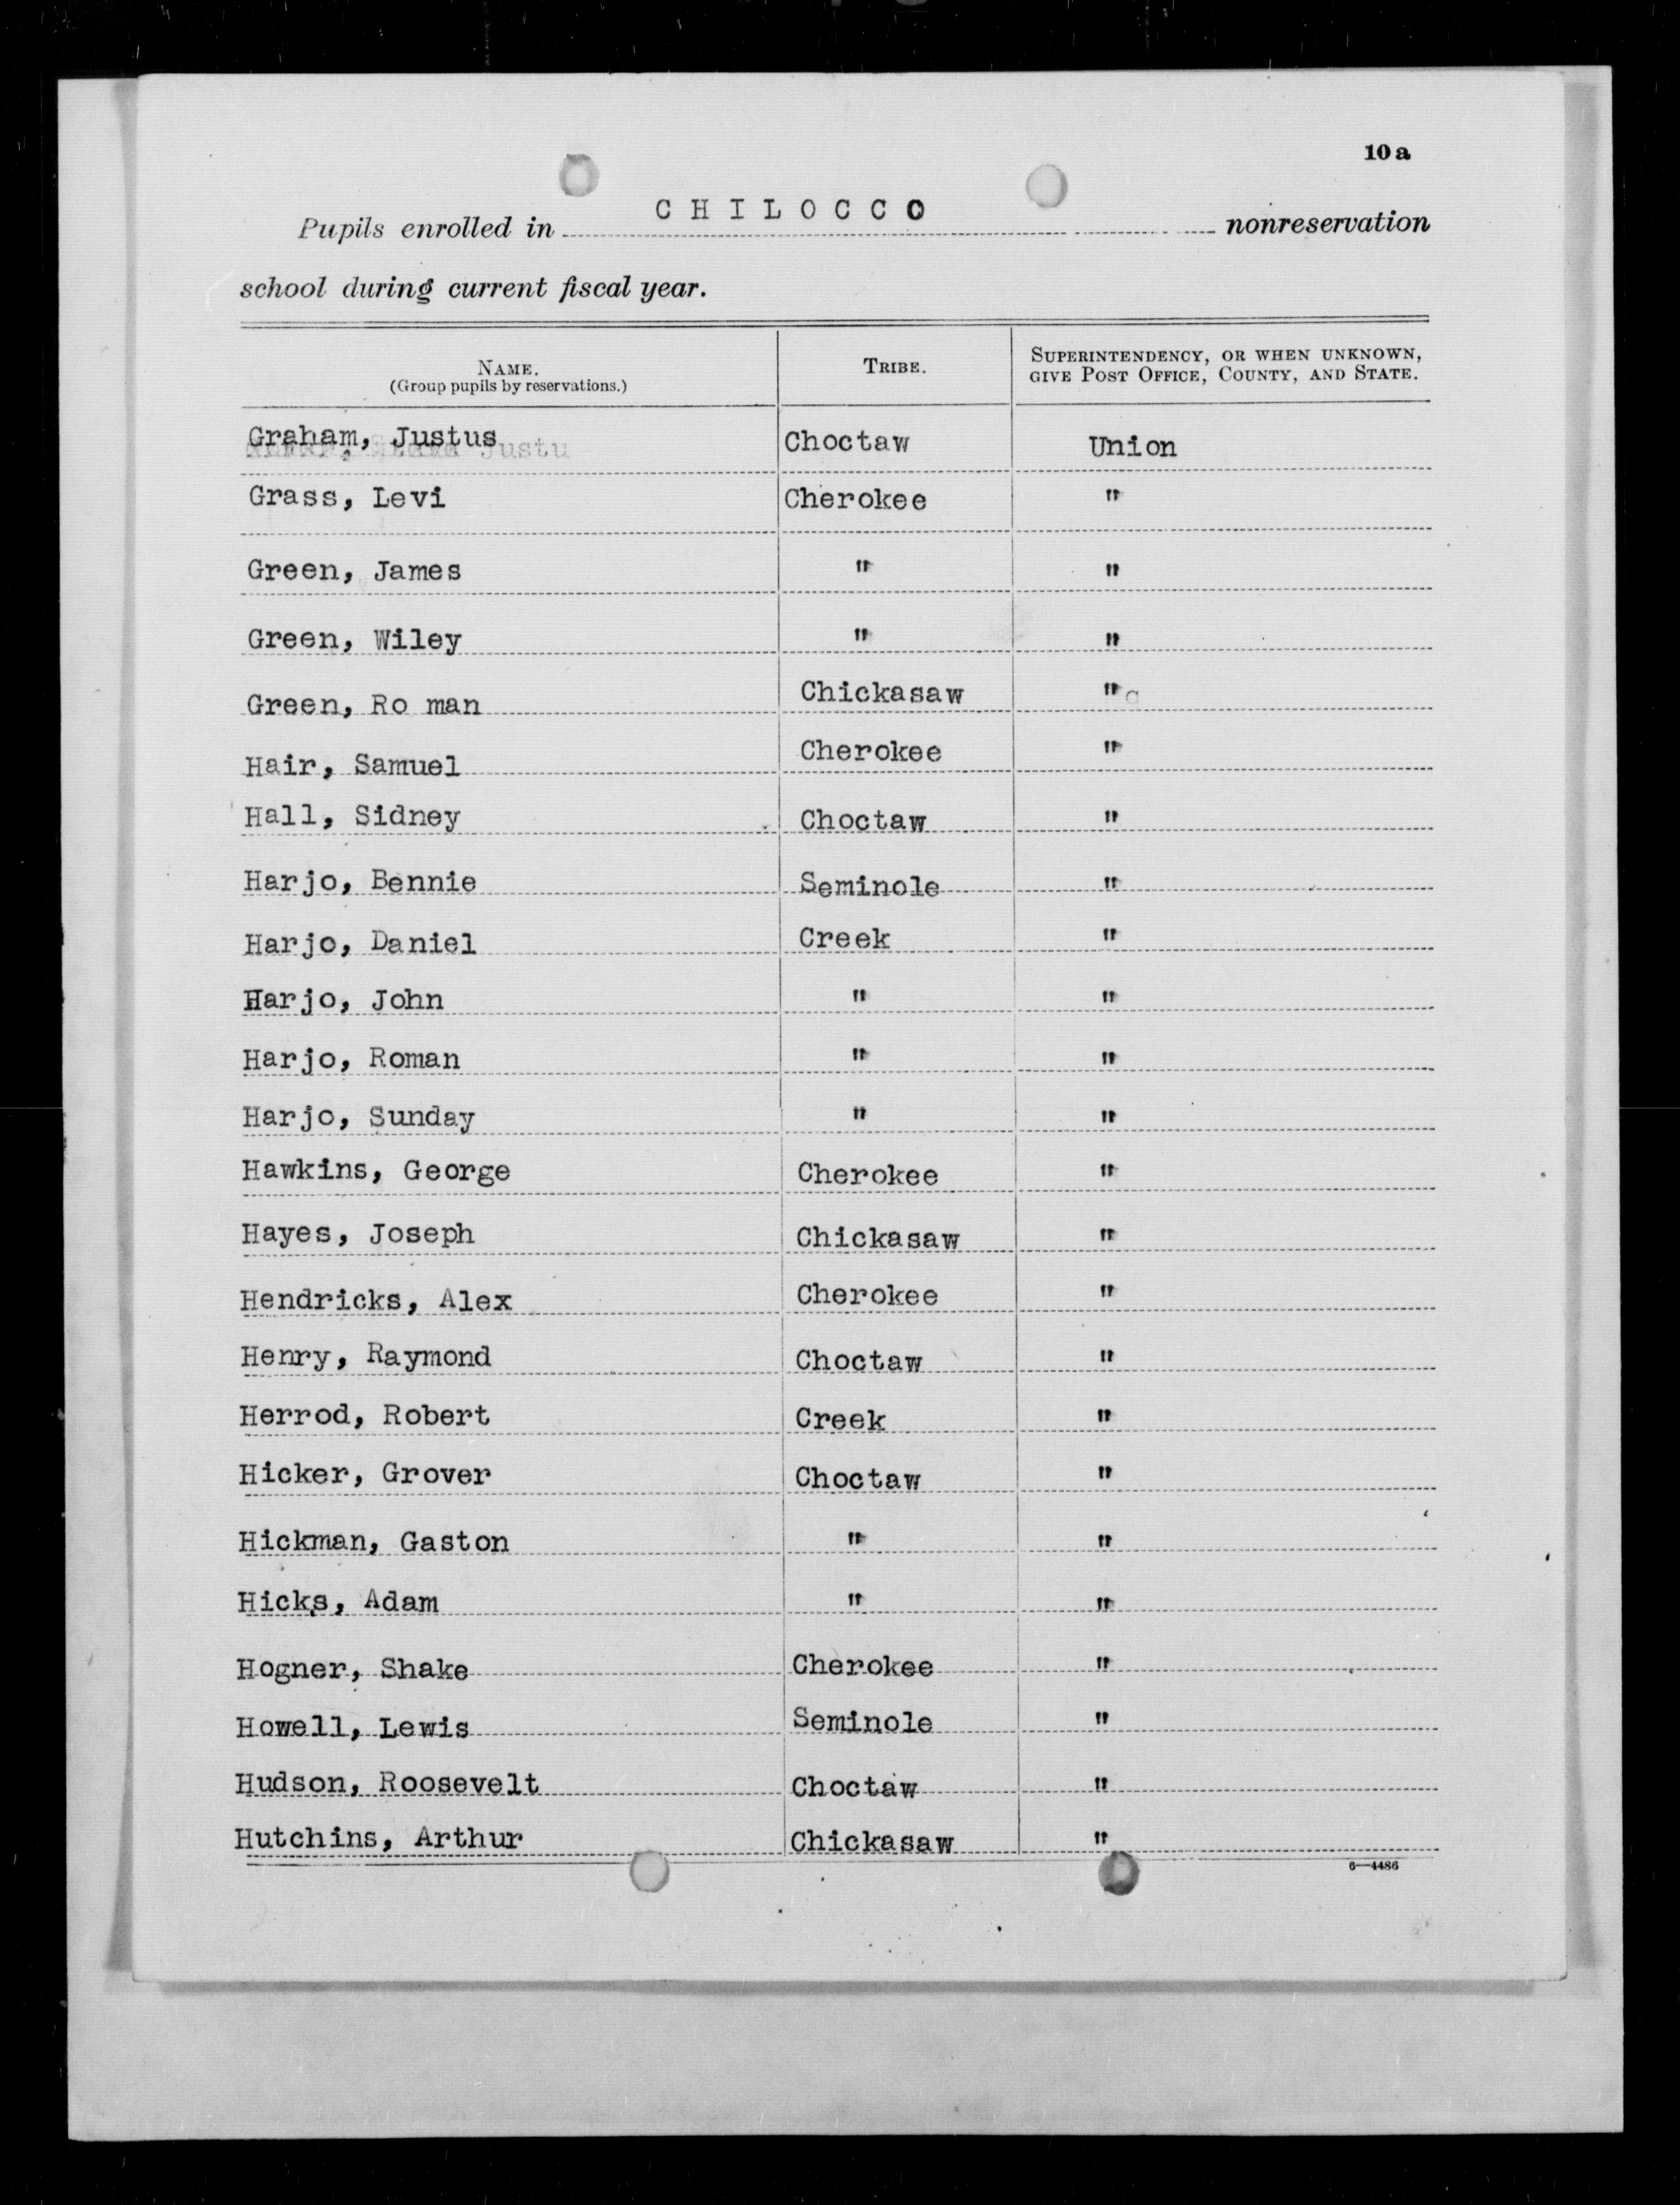 10a
Pupils enrolled in CHILOCCO nonreservation
school during current fiscal year.
NAME. (Group pupils by reservations.) TRIBE. SUPERINTENDENCY, OR WHEN UNKNOWN, GIVE POST OFFICE, COUNTY, AND STATE.
Graham, Justus Choctaw Union
Justu
Grass, Levi Cherokee "
Green, James " "
Green, Wiley " "
Green, Ro man Chickasaw "
Hair, Samuel Cherokee "
Hall, Sidney Choctaw "
Harjo, Bennie Seminole "
Harjo, Daniel Creek "
Harjo, John " "
Harjo, Roman " "
Harjo, Sunday " "
Hawkins, George Cherokee "
Hayes, Joseph Chickasaw "
Hendricks, Alex Cherokee "
Henry, Raymond Choctaw "
Herrod, Robert Creek "
Hicker, Grover Choctaw "
Hickman, Gaston " "
Hicks, Adam " "
Hogner, Shake Cherokee "
Howell, Lewis Seminole "
Hudson, Roosevelt Choctaw "
Hutchins, Arthur Chickasaw "
6—4486